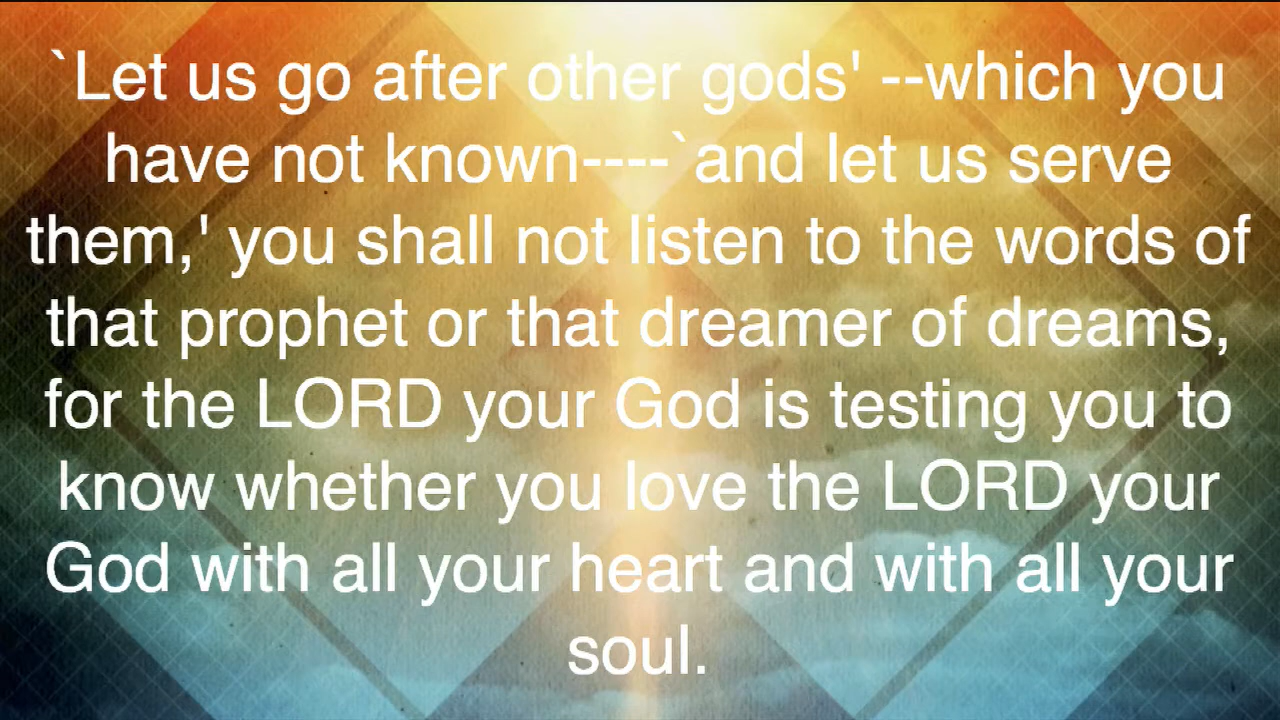 `Let us go after other gods' --which you
have not known----`and let us serve
them,' you shall not listen to the words of
that prophet or that dreamer of dreams,
for the LORD your God is testing you to
know whether you love the LORD your
God with all your heart and with all your
soul.